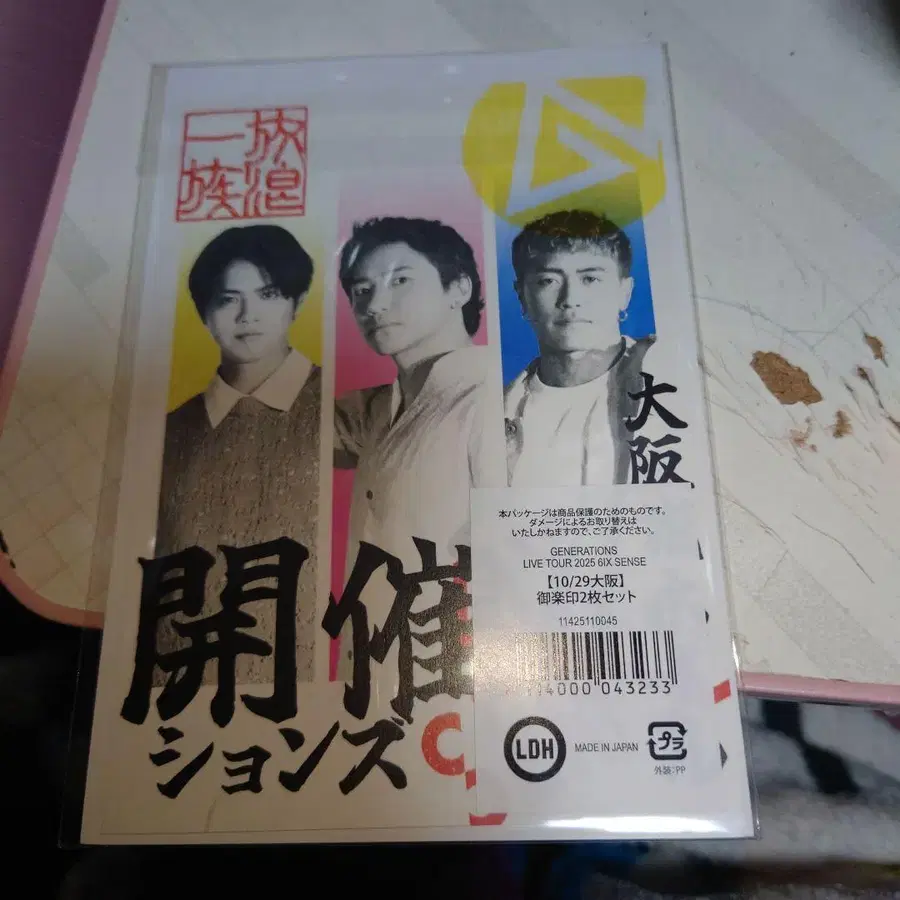 放浪
一族
大阪
開催
ションズ
本パッケージは商品保護のためのものです。
ダメージによるお取り替えは
いたしかねますので、ご了承ください。
GENERATIONS
LIVE TOUR 2025 6IX SENSE
【10/29大阪】
御楽印2枚セット
11425110045
043233
LDH
MADE IN JAPAN
プラ
外装:PP